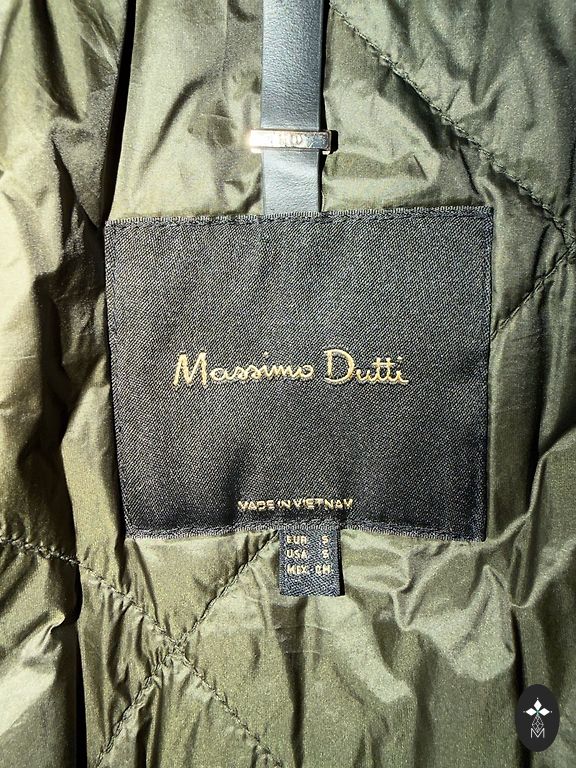 Massimo Dutti
MADE IN VIETNAM
EUR S
USA S
MEX CH
M